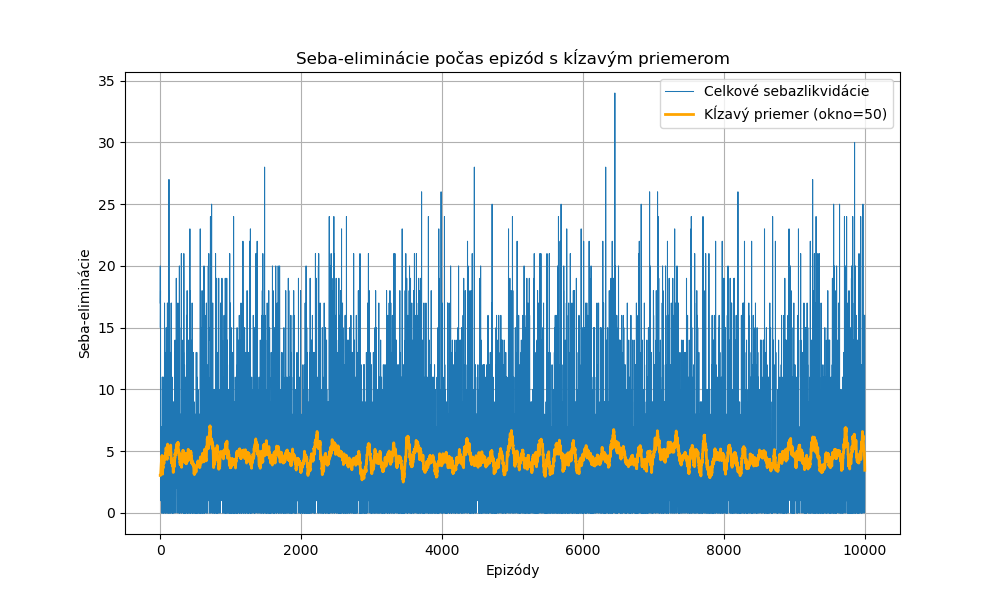 Seba-eliminácie počas epizód s kĺzavým priemerom
Celkové sebazlikvidácie
Kĺzavý priemer (okno=50)
Seba-eliminácie
35
30
25
20
15
10
5
0
0 2000 4000 6000 8000 10000
Epizódy